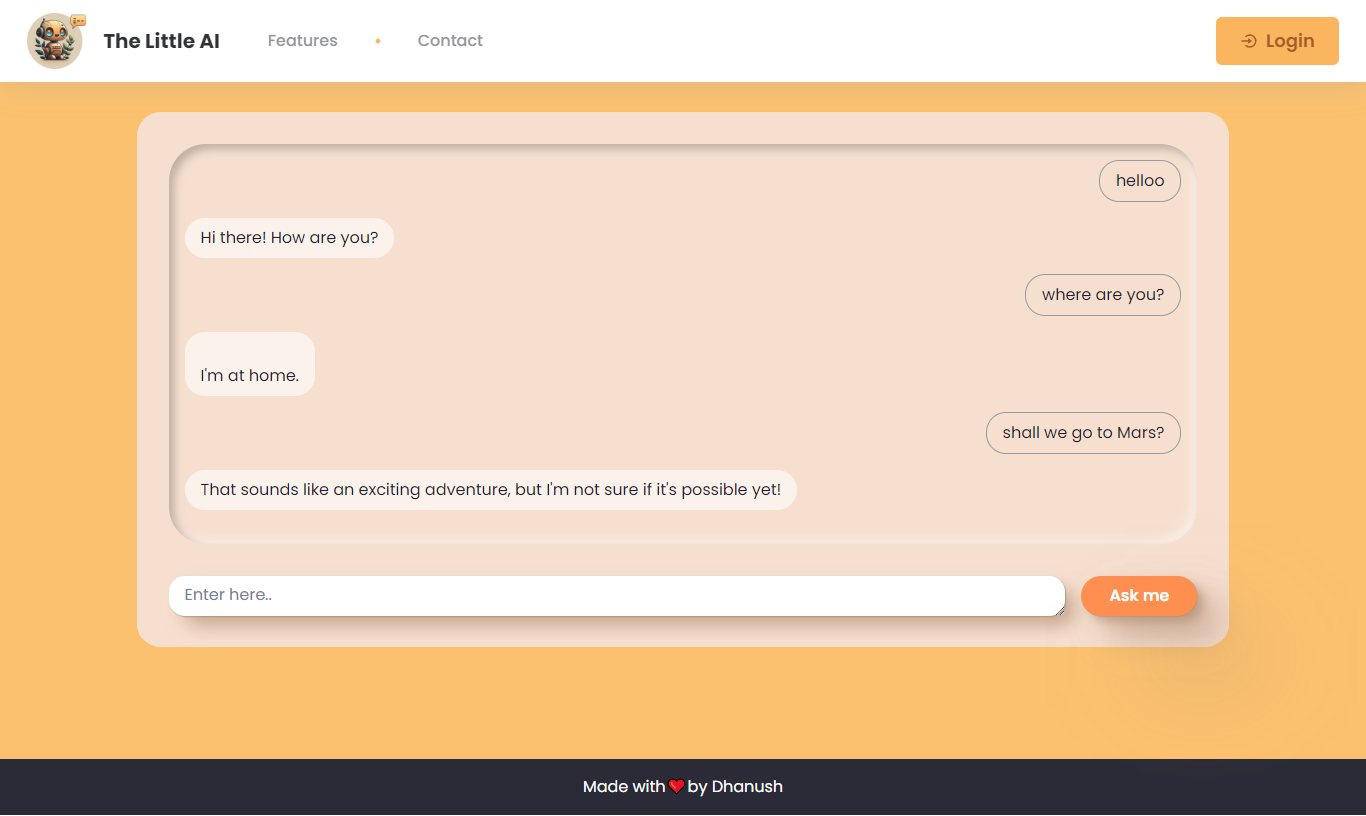 The Little AI
Features • Contact
Login
helloo
Hi there! How are you?
where are you?
I'm at home.
shall we go to Mars?
That sounds like an exciting adventure, but I'm not sure if it's possible yet!
Enter here..
Ask me
Made with❤️by Dhanush